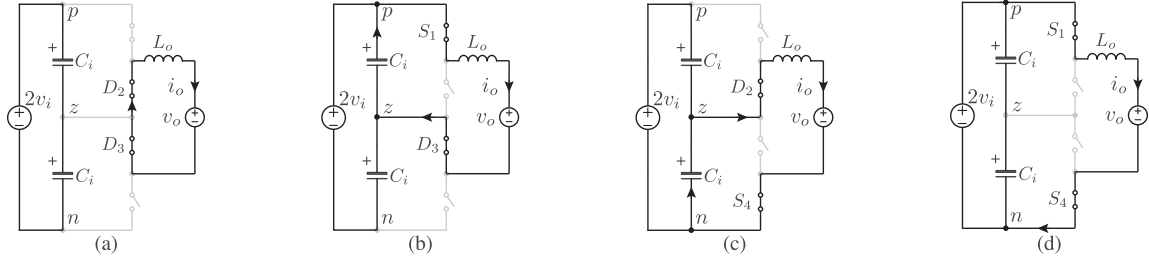 p
L_o
+
C_i
D_2
i_o
2v_i
z
v_o
D_3
+
C_i
n
(a)
p
S_1
L_o
+
C_i
i_o
2v_i
z
v_o
D_3
+
C_i
n
(b)
p
L_o
+
C_i
D_2
i_o
2v_i
z
v_o
+
C_i
S_4
n
(c)
p
S_1
L_o
+
C_i
i_o
2v_i
z
v_o
+
C_i
S_4
n
(d)